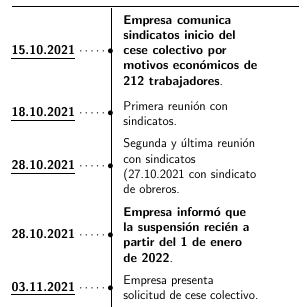 Empresa comunica
sindicatos inicio del
15.10.2021 cese colectivo por
motivos económicos de
212 trabajadores.
18.10.2021 Primera reunión con
sindicatos.
Segunda y última reunión
28.10.2021 con sindicatos
(27.10.2021 con sindicato
de obreros.
Empresa informó que
28.10.2021 la suspensión recién a
partir del 1 de enero
de 2022.
03.11.2021 Empresa presenta
solicitud de cese colectivo.